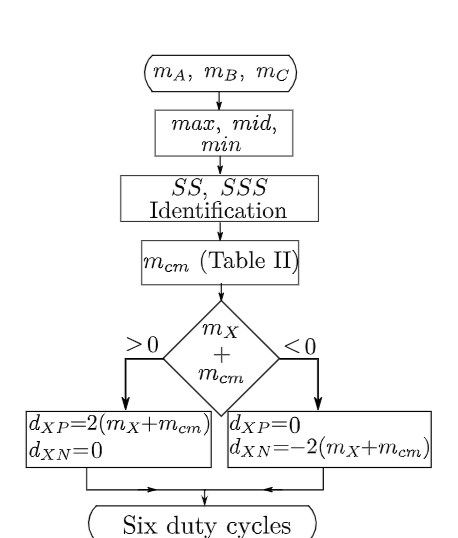 m_A, m_B, m_C
max, mid,
min
SS, SSS
Identification
m_cm (Table II)
m_X
+
m_cm
>0
<0
d_XP=2(m_X+m_cm)
d_XN=0
d_XP=0
d_XN=−2(m_X+m_cm)
Six duty cycles